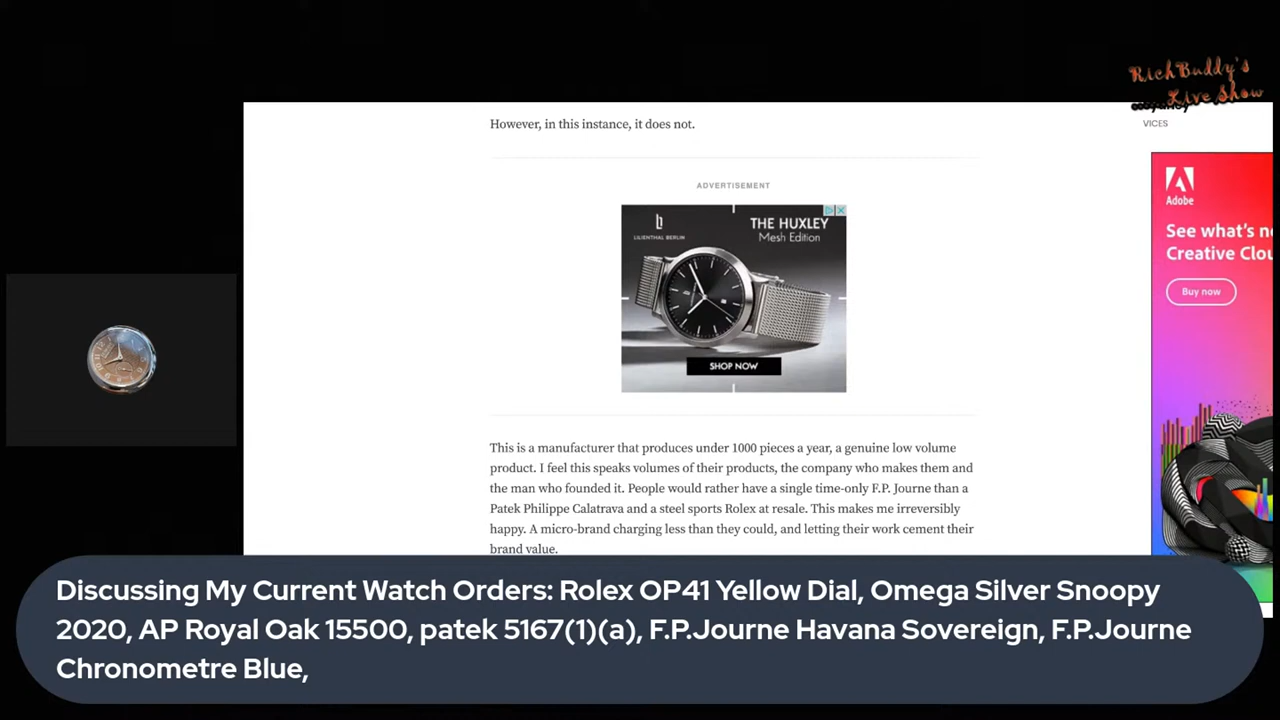 RichBuddy's
Live Show
VICES
However, in this instance, it does not.
ADVERTISEMENT
LILIENTHAL BERLIN
THE HUXLEY
Mesh Edition
SHOP NOW
Adobe
See what's n
Creative Clou
Buy now
This is a manufacturer that produces under 1000 pieces a year, a genuine low volume
product. I feel this speaks volumes of their products, the company who makes them and
the man who founded it. People would rather have a single time-only F.P. Journe than a
Patek Philippe Calatrava and a steel sports Rolex at resale. This makes me irreversibly
happy. A micro-brand charging less than they could, and letting their work cement their
brand value.
Discussing My Current Watch Orders: Rolex OP41 Yellow Dial, Omega Silver Snoopy
2020, AP Royal Oak 15500, patek 5167(1)(a), F.P.Journe Havana Sovereign, F.P.Journe
Chronometre Blue,